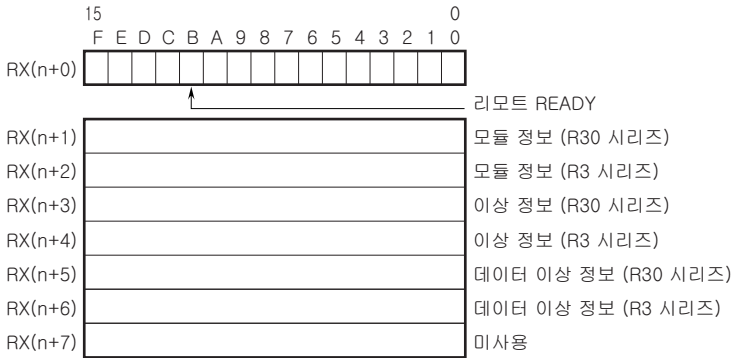 15 0
F E D C B A 9 8 7 6 5 4 3 2 1 0
RX(n+0)
리모트 READY
RX(n+1) 모듈 정보 (R30 시리즈)
RX(n+2) 모듈 정보 (R3 시리즈)
RX(n+3) 이상 정보 (R30 시리즈)
RX(n+4) 이상 정보 (R3 시리즈)
RX(n+5) 데이터 이상 정보 (R30 시리즈)
RX(n+6) 데이터 이상 정보 (R3 시리즈)
RX(n+7) 미사용